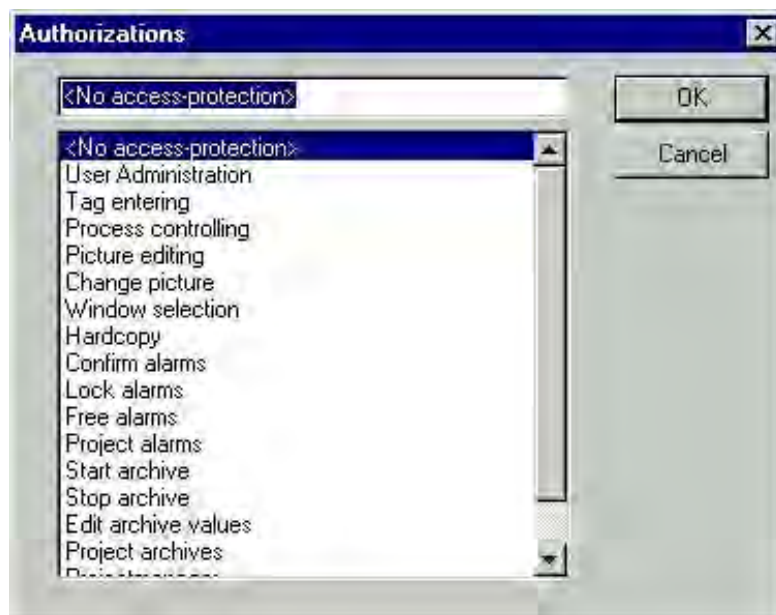 Authorizations
<No access-protection>
OK
<No access-protection>
Cancel
User Administration
Tag entering
Process controlling
Picture editing
Change picture
Window selection
Hardcopy
Confirm alarms
Lock alarms
Free alarms
Project alarms
Start archive
Stop archive
Edit archive values
Project archives